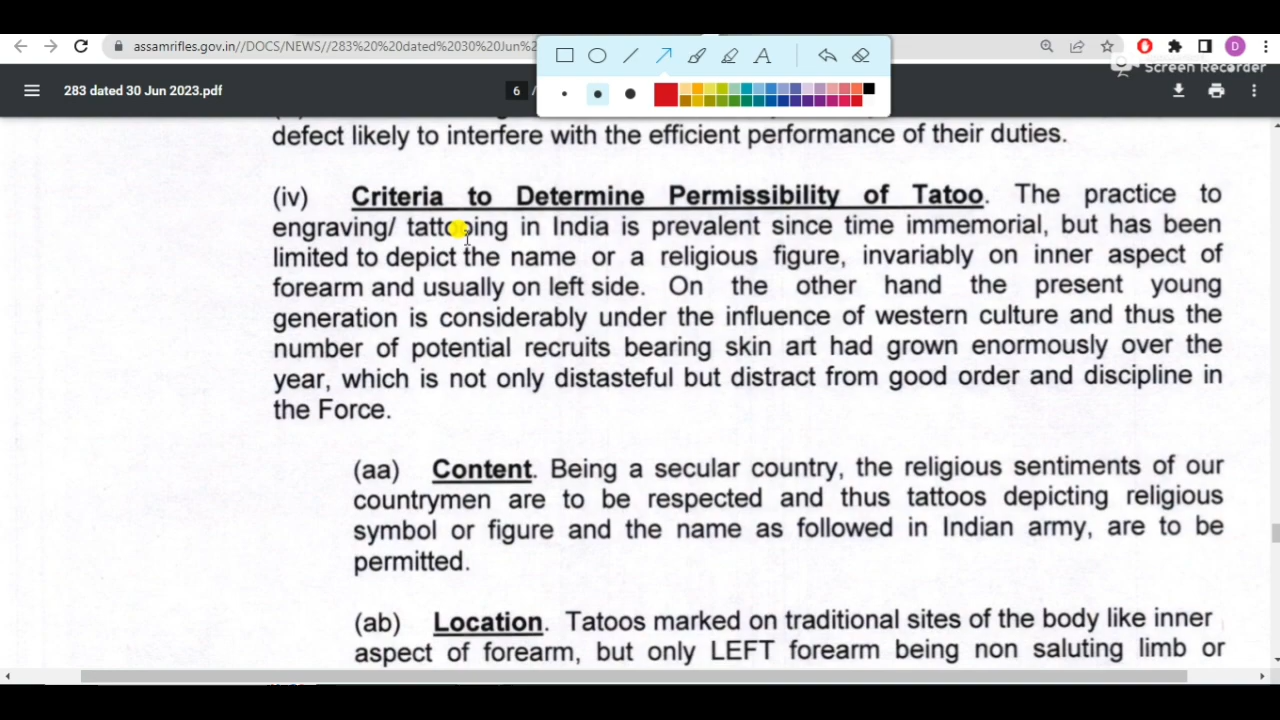 assamrifles.gov.in//DOCS/NEWS//283%20%20dated%2030%20Jun%2
D
Screen Recorder
283 dated 30 Jun 2023.pdf
6 /
A
defect likely to interfere with the efficient performance of their duties.
(iv) Criteria to Determine Permissibility of Tatoo. The practice to
engraving/ tattooing in India is prevalent since time immemorial, but has been
limited to depict the name or a religious figure, invariably on inner aspect of
forearm and usually on left side. On the other hand the present young
generation is considerably under the influence of western culture and thus the
number of potential recruits bearing skin art had grown enormously over the
year, which is not only distasteful but distract from good order and discipline in
the Force.
(aa) Content. Being a secular country, the religious sentiments of our
countrymen are to be respected and thus tattoos depicting religious
symbol or figure and the name as followed in Indian army, are to be
permitted.
(ab) Location. Tatoos marked on traditional sites of the body like inner
aspect of forearm, but only LEFT forearm being non saluting limb or